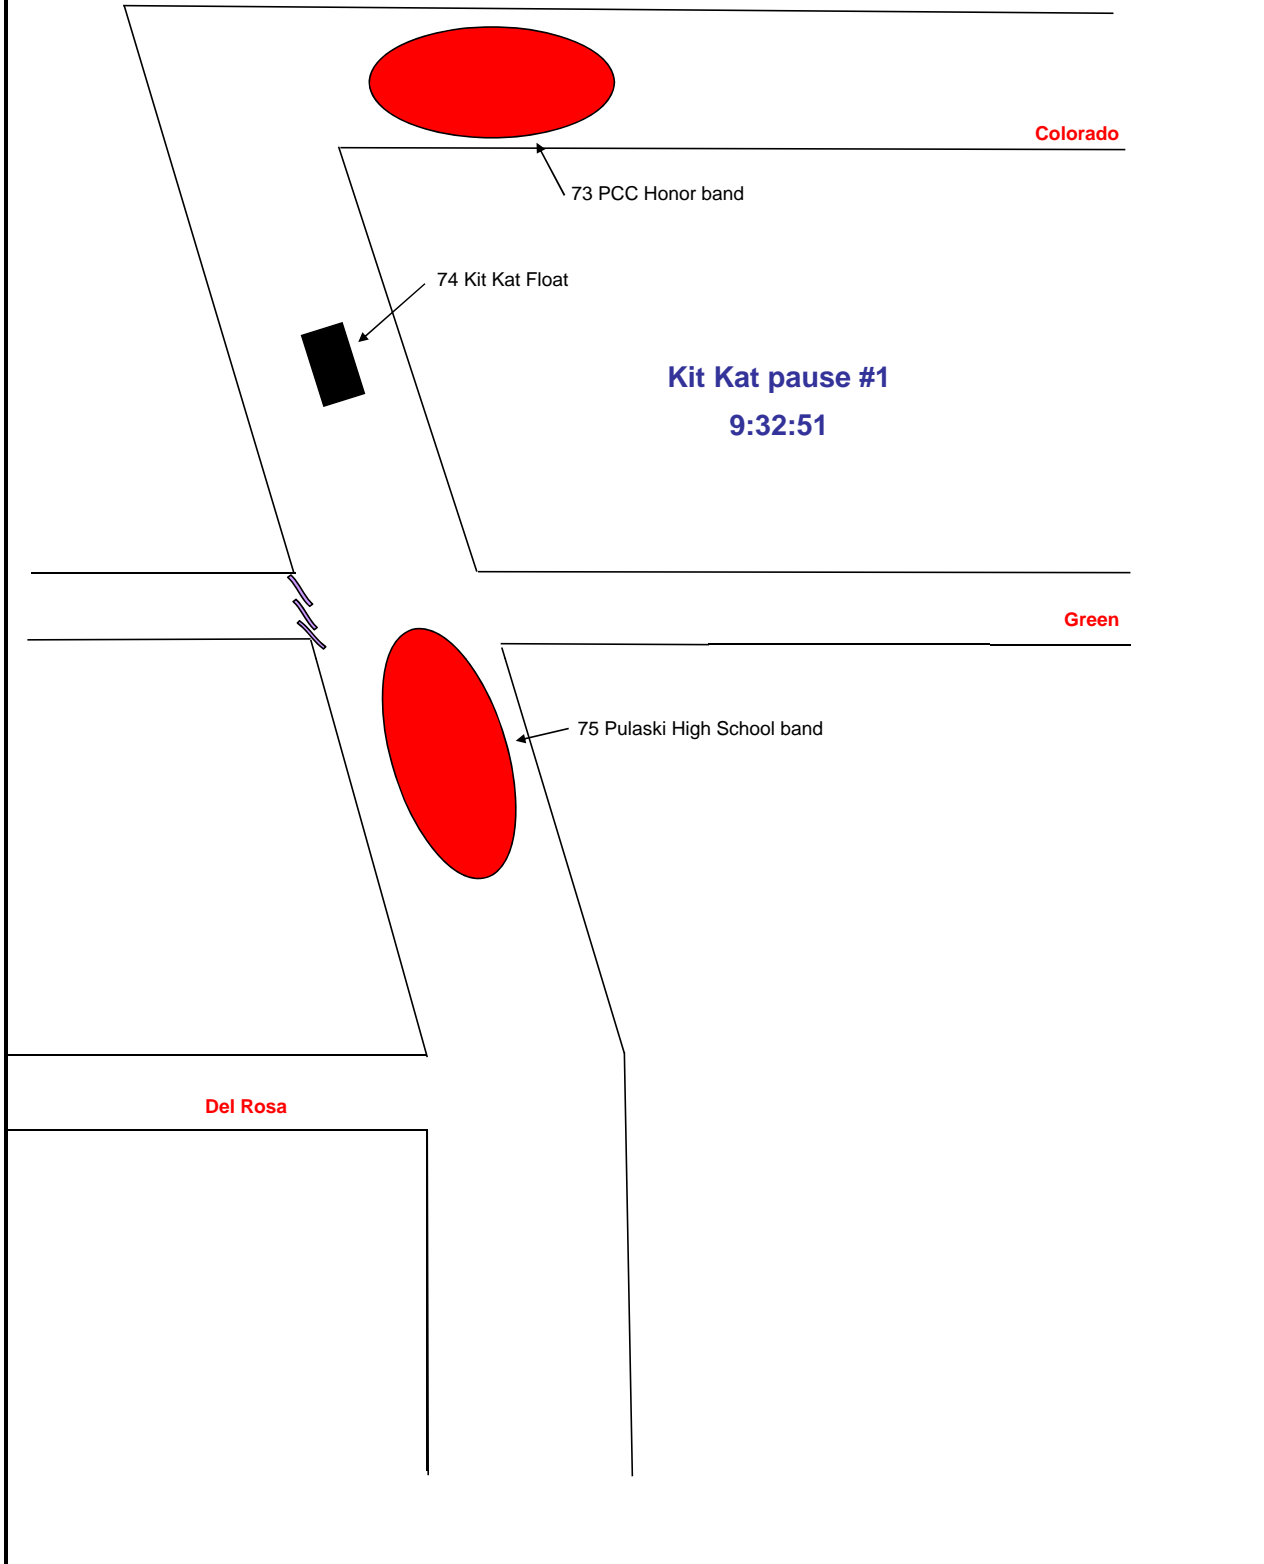 Colorado
73 PCC Honor band
74 Kit Kat Float
Kit Kat pause #1
9:32:51
Green
75 Pulaski High School band
Del Rosa